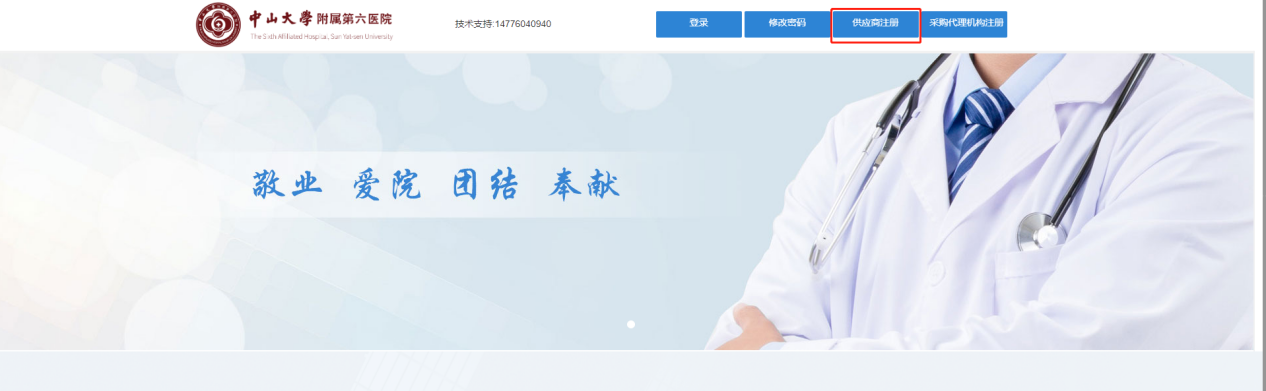 中山大學 附属第六医院
The Sixth Affiliated Hospital, Sun Yat-sen University
技术支持:14776040940
登录
修改密码
供应商注册
采购代理机构注册
敬业 爱院 团结 奉献